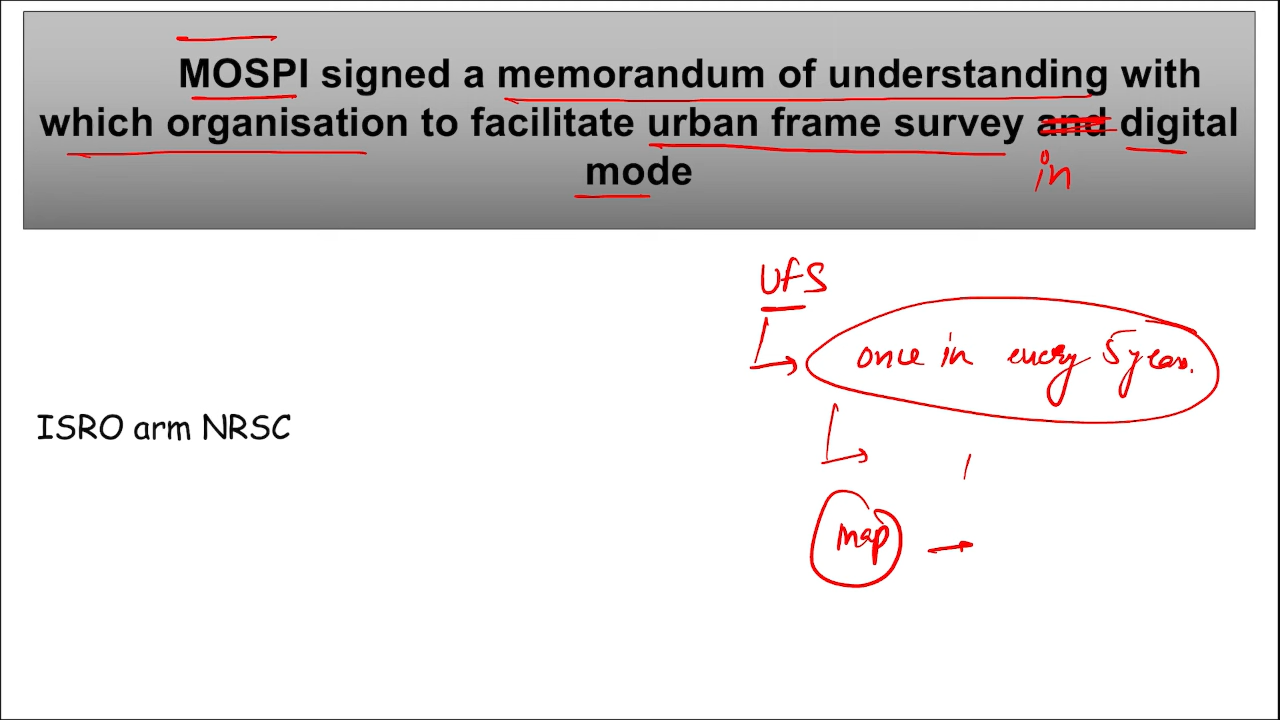 MOSPI signed a memorandum of understanding with
which organisation to facilitate urban frame survey and digital
in
mode
UFS
once in every 5 years.
ISRO arm NRSC
map